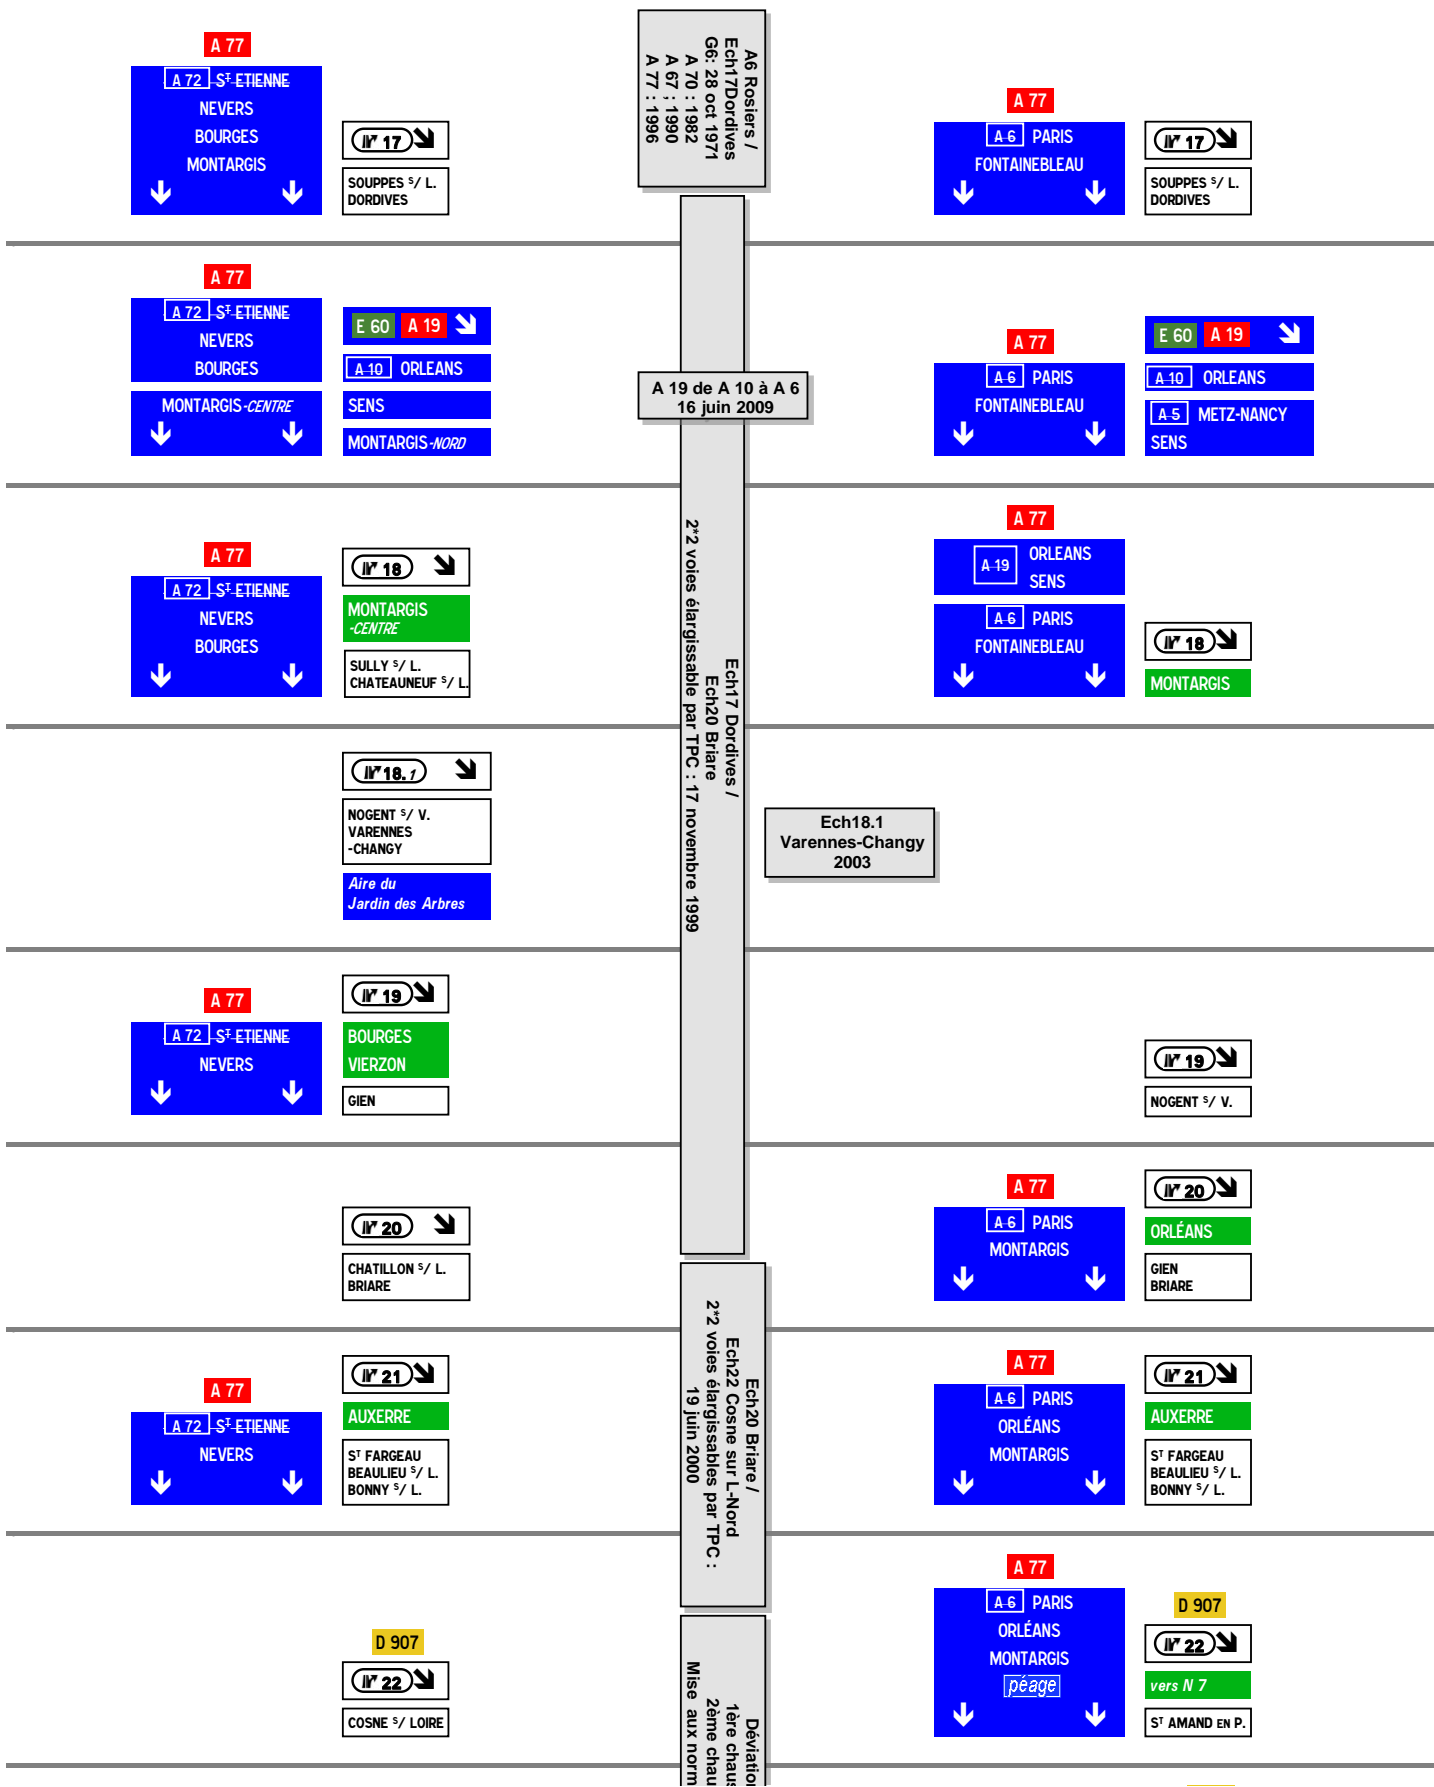 A 77
A 72 Sᵀ ETIENNE
NEVERS
BOURGES
MONTARGIS
17
SOUPPES ˢ/ L.
DORDIVES
A6 Rosiers /
Ech17Dordives
G6: 28 oct 1971
A 70 : 1982
A 67 ; 1990
A 77 : 1996
A 77
A 6 PARIS
FONTAINEBLEAU
17
SOUPPES ˢ/ L.
DORDIVES
A 77
A 72 Sᵀ ETIENNE
NEVERS
BOURGES
MONTARGIS-CENTRE
E 60 A 19
A 10 ORLEANS
SENS
MONTARGIS-NORD
A 19 de A 10 à A 6
16 juin 2009
A 77
A 6 PARIS
FONTAINEBLEAU
E 60 A 19
A 10 ORLEANS
A 5 METZ-NANCY
SENS
A 77
A 72 Sᵀ ETIENNE
NEVERS
BOURGES
18
MONTARGIS
-CENTRE
SULLY ˢ/ L.
CHATEAUNEUF ˢ/ L.
Ech17 Dordives /
Ech20 Briare
2*2 voies élargissable par TPC : 17 novembre 1999
A 77
A 19 ORLEANS
SENS
A 6 PARIS
FONTAINEBLEAU
18
MONTARGIS
18.1
NOGENT ˢ/ V.
VARENNES
-CHANGY
Aire du
Jardin des Arbres
Ech18.1
Varennes-Changy
2003
A 77
A 72 Sᵀ ETIENNE
NEVERS
19
BOURGES
VIERZON
GIEN
19
NOGENT ˢ/ V.
20
CHATILLON ˢ/ L.
BRIARE
A 77
A 6 PARIS
MONTARGIS
20
ORLÉANS
GIEN
BRIARE
A 77
A 72 Sᵀ ETIENNE
NEVERS
21
AUXERRE
Sᵀ FARGEAU
BEAULIEU ˢ/ L.
BONNY ˢ/ L.
Ech20 Briare /
Ech22 Cosne sur L-Nord
2*2 voies élargissables par TPC :
19 juin 2000
A 77
A 6 PARIS
ORLÉANS
MONTARGIS
21
AUXERRE
Sᵀ FARGEAU
BEAULIEU ˢ/ L.
BONNY ˢ/ L.
D 907
22
COSNE ˢ/ LOIRE
Déviation
1ère chaus
2ème chau
Mise aux norm
A 77
A 6 PARIS
ORLÉANS
MONTARGIS
péage
D 907
22
vers N 7
Sᵀ AMAND EN P.